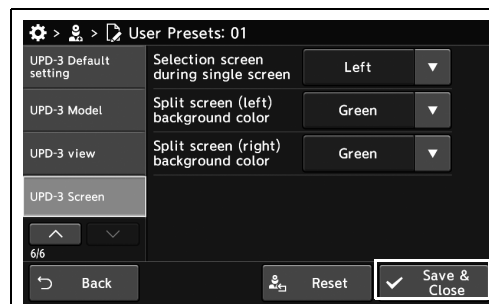 > > User Presets: 01
UPD-3 Default
setting
UPD-3 Model
UPD-3 view
UPD-3 Screen
6/6
Selection screen
during single screen
Left
Split screen (left)
background color
Green
Split screen (right)
background color
Green
Back
Reset
Save &
Close